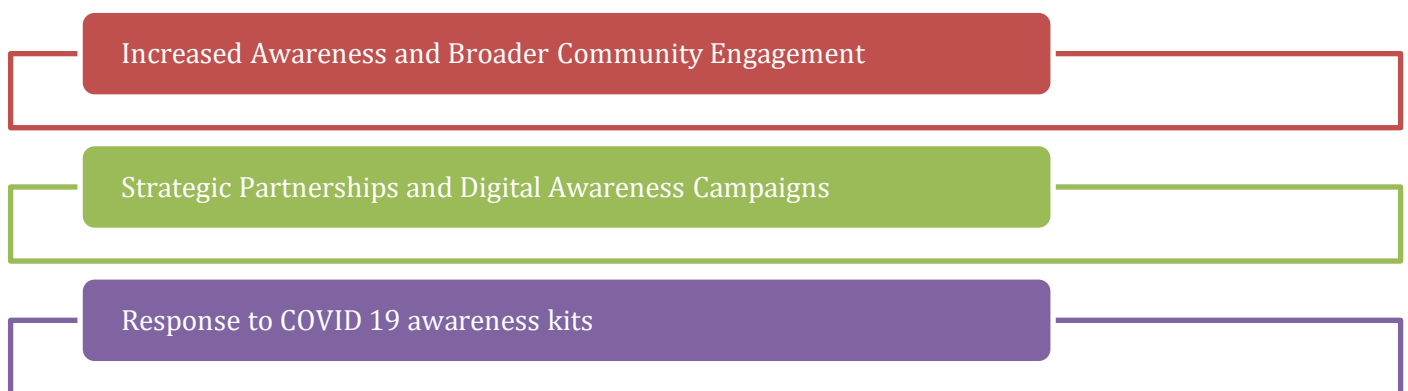 Increased Awareness and Broader Community Engagement
Strategic Partnerships and Digital Awareness Campaigns
Response to COVID 19 awareness kits